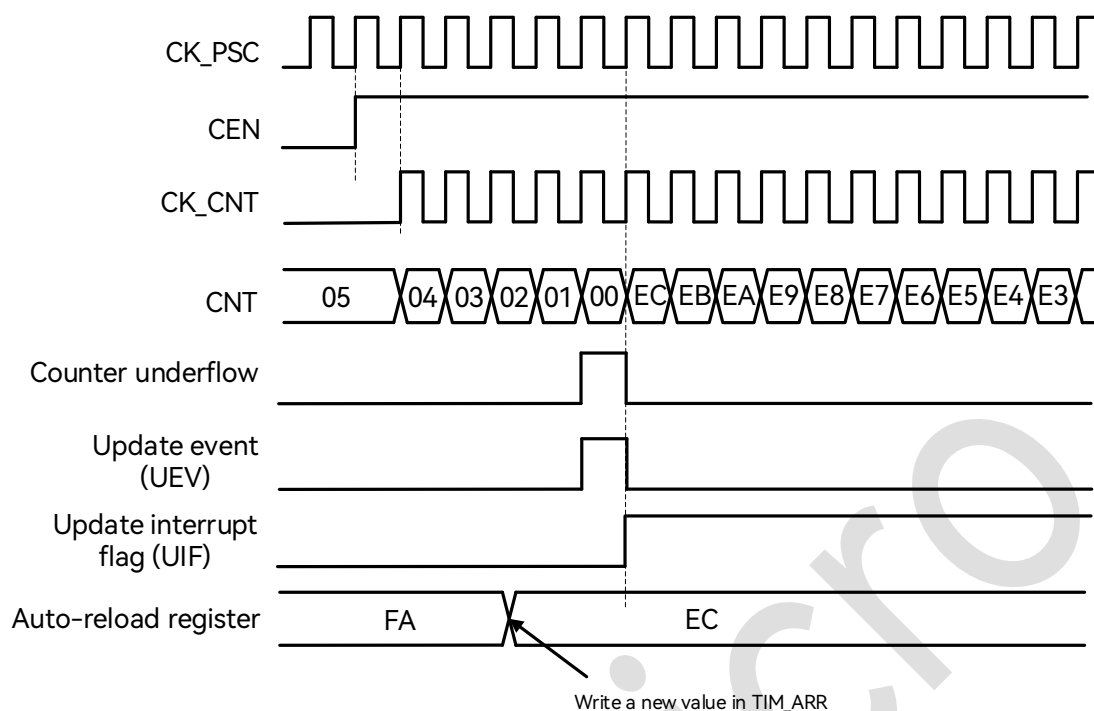 CK_PSC
CEN
CK_CNT
CNT
05 04 03 02 01 00 EC EB EA E9 E8 E7 E6 E5 E4 E3
Counter underflow
Update event
(UEV)
Update interrupt
flag (UIF)
Auto-reload register
FA
EC
Write a new value in TIM_ARR
icro